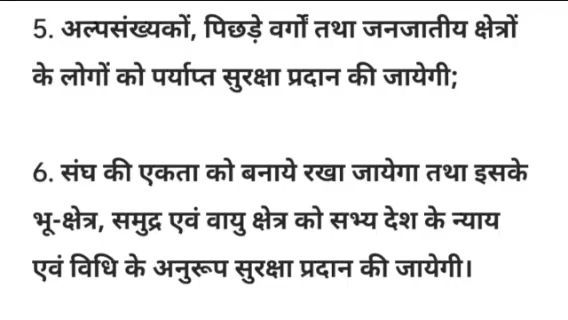 5. अल्पसंख्यकों, पिछड़े वर्गों तथा जनजातीय क्षेत्रों
के लोगों को पर्याप्त सुरक्षा प्रदान की जायेगी;
6. संघ की एकता को बनाये रखा जायेगा तथा इसके
भू-क्षेत्र, समुद्र एवं वायु क्षेत्र को सभ्य देश के न्याय
एवं विधि के अनुरूप सुरक्षा प्रदान की जायेगी।